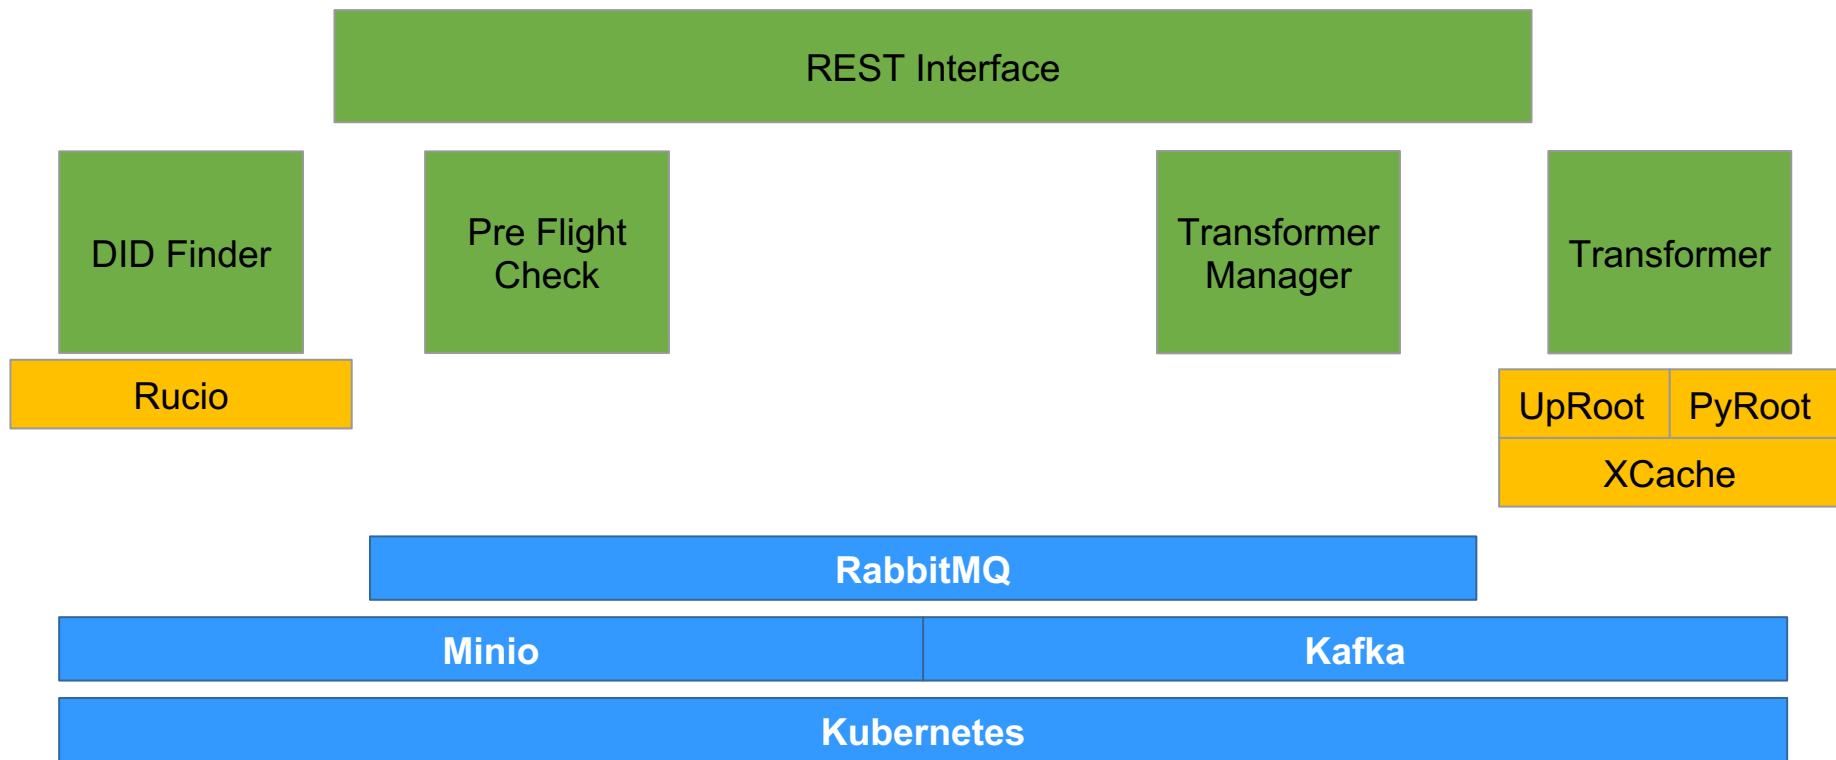 REST Interface
DID Finder
Pre Flight
Check
Transformer
Manager
Transformer
Rucio
UpRoot
PyRoot
XCache
RabbitMQ
Minio
Kafka
Kubernetes